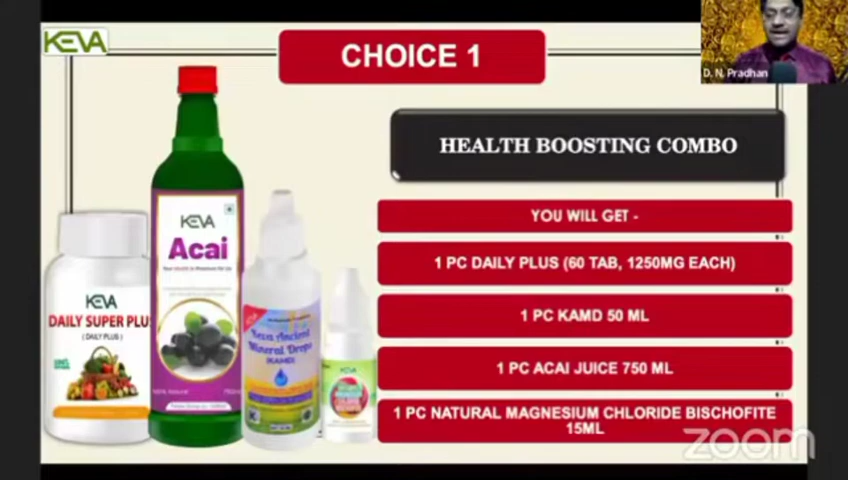 KEVA
CHOICE 1
D. N. Pradhan
HEALTH BOOSTING COMBO
YOU WILL GET -
1 PC DAILY PLUS (60 TAB, 1250MG EACH)
1 PC KAMD 50 ML
1 PC ACAI JUICE 750 ML
1 PC NATURAL MAGNESIUM CHLORIDE BISCHOFITE
15ML
KEVA
DAILY SUPER PLUS
( DAILY PLUS )
KEVA
Acai
Keva Ancient
Mineral Drops
(KAMD)
KEVA
zoom